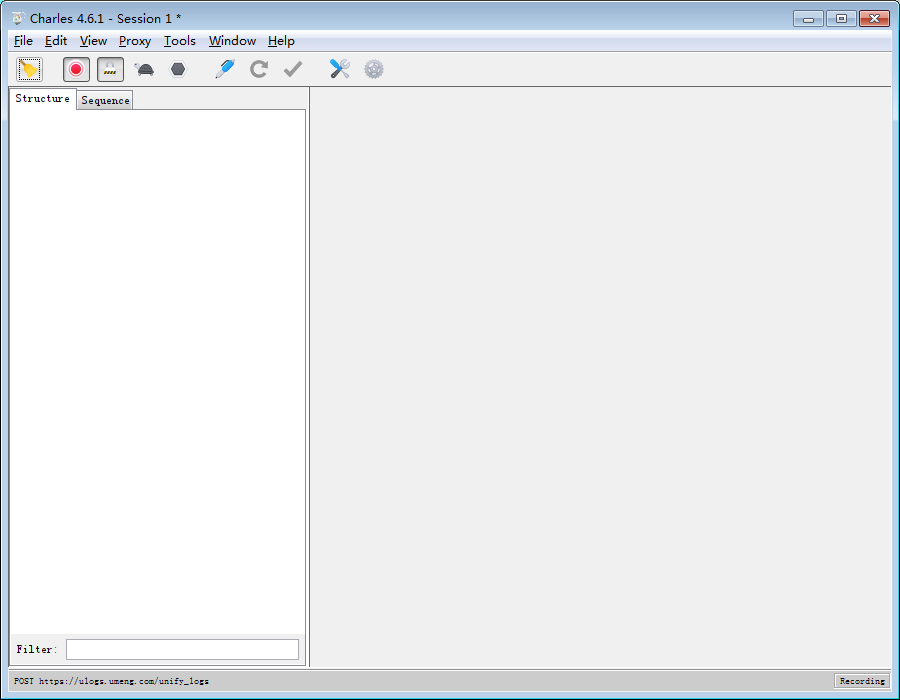 Charles 4.6.1 - Session 1 *
File Edit View Proxy Tools Window Help
Structure Sequence
Filter:
POST https://ulogs.umeng.com/unify_logs Recording